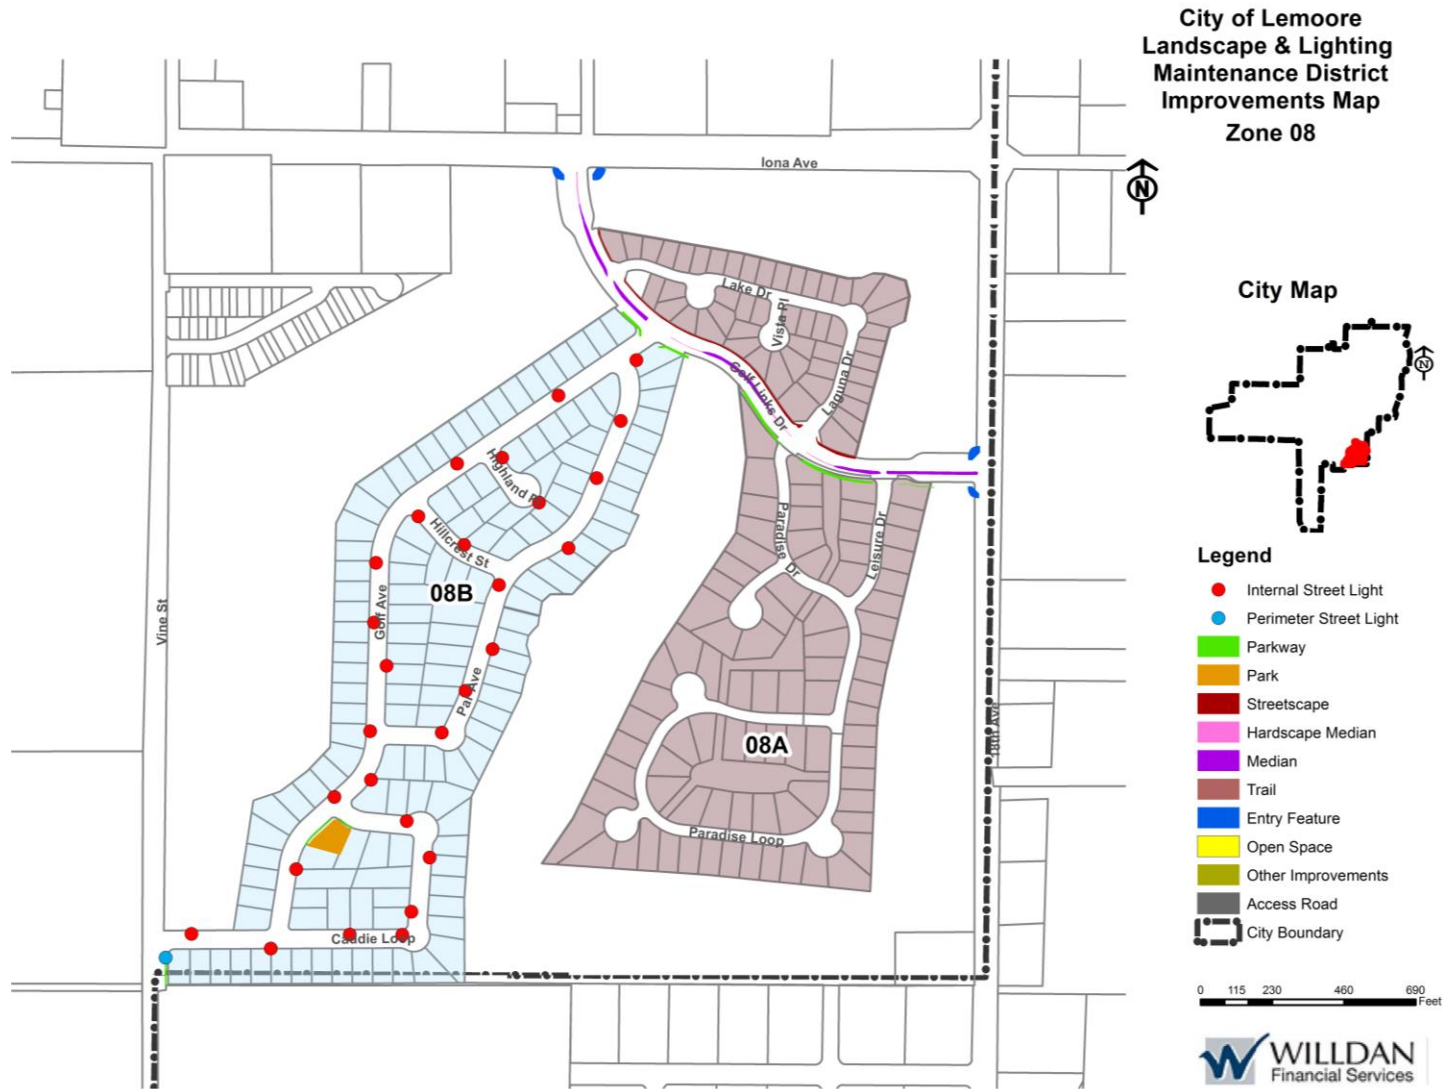 City of Lemoore
Landscape & Lighting
Maintenance District
Improvements Map
Zone 08
Iona Ave
N
City Map
N
Lake Dr
Vista Pl
Laguna Dr
Golf Links Dr
Highland
Hillcrest St
08B
Golf Ave
Vine St
Par Ave
Paradise Dr
Leisure Dr
18th Ave
08A
Paradise Loop
Caddie Loop
Legend
Internal Street Light
Perimeter Street Light
Parkway
Park
Streetscape
Hardscape Median
Median
Trail
Entry Feature
Open Space
Other Improvements
Access Road
City Boundary
0 115 230 460 690
Feet
WILLDAN
Financial Services